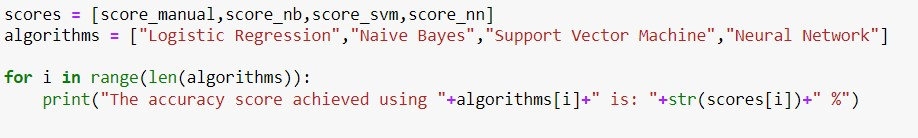 scores = [score_manual,score_nb,score_svm,score_nn]
algorithms = ["Logistic Regression","Naive Bayes","Support Vector Machine","Neural Network"]
for i in range(len(algorithms)):
    print("The accuracy score achieved using "+algorithms[i]+" is: "+str(scores[i])+" %")